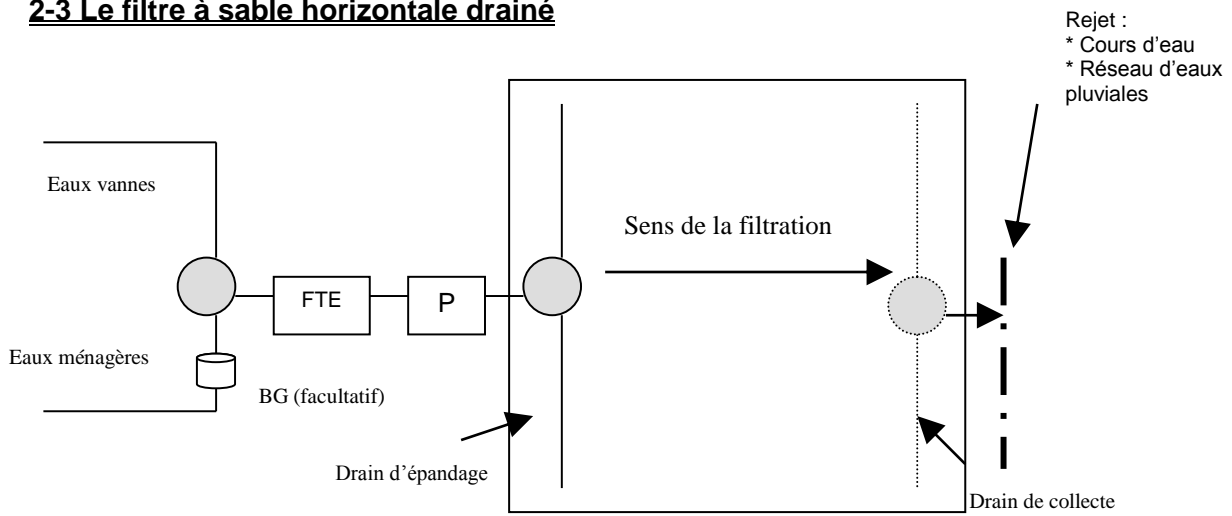 2-3 Le filtre à sable horizontale drainé
Rejet :
* Cours d’eau
* Réseau d’eaux
pluviales
Eaux vannes
Sens de la filtration
FTE
P
Eaux ménagères
BG (facultatif)
Drain d’épandage
Drain de collecte